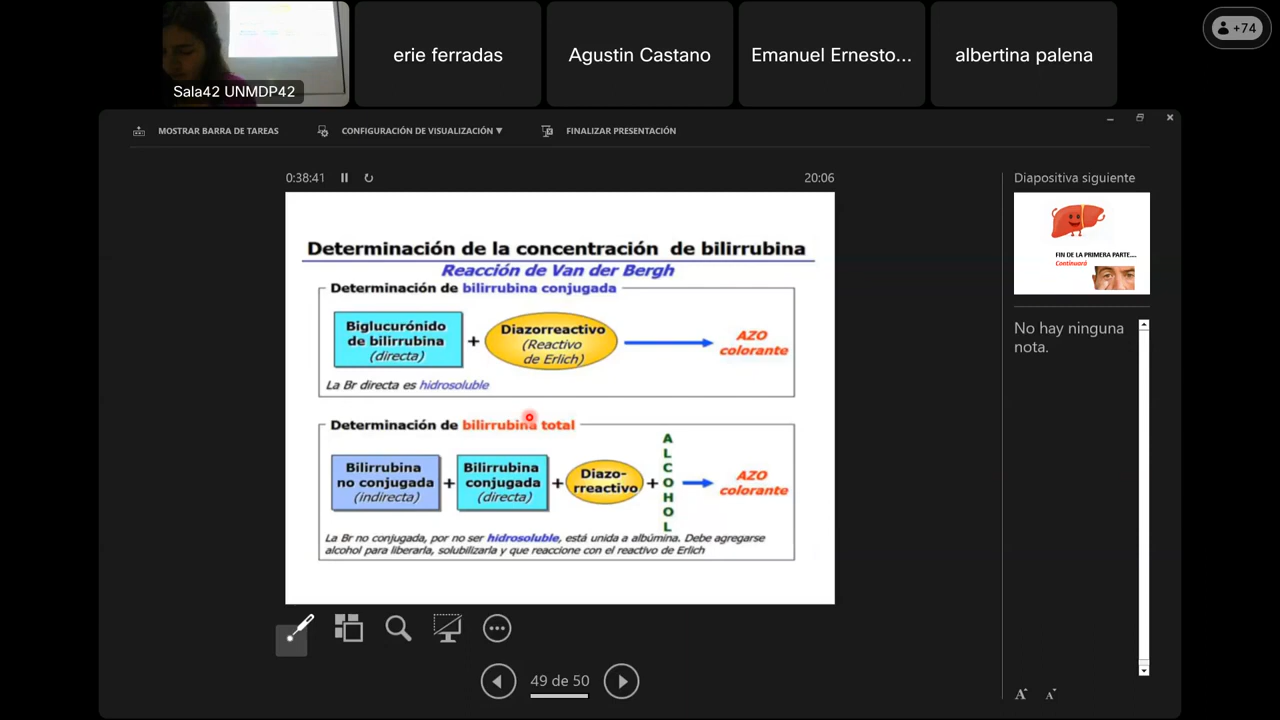 Sala42 UNMDP42
erie ferradas
Agustin Castano
Emanuel Ernesto...
albertina palena
+74
MOSTRAR BARRA DE TAREAS
CONFIGURACIÓN DE VISUALIZACIÓN ▼
FINALIZAR PRESENTACIÓN
0:38:41
20:06
Determinación de la concentración de bilirrubina
Reacción de Van der Bergh
Determinación de bilirrubina conjugada
Biglucurónido
de bilirrubina
(directa)
+
Diazorreactivo
(Reactivo
de Erlich)
AZO
colorante
La Br directa es hidrosoluble
Determinación de bilirrubina total
Bilirrubina
no conjugada
(indirecta)
+
Bilirrubina
conjugada
(directa)
+
Diazo-
rreactivo
+
A
L
C
O
H
O
L
AZO
colorante
La Br no conjugada, por no ser hidrosoluble, está unida a albúmina. Debe agregarse
alcohol para liberarla, solubilizarla y que reaccione con el reactivo de Erlich
49 de 50
Diapositiva siguiente
FIN DE LA PRIMERA PARTE....
Continuará
No hay ninguna
nota.
A A